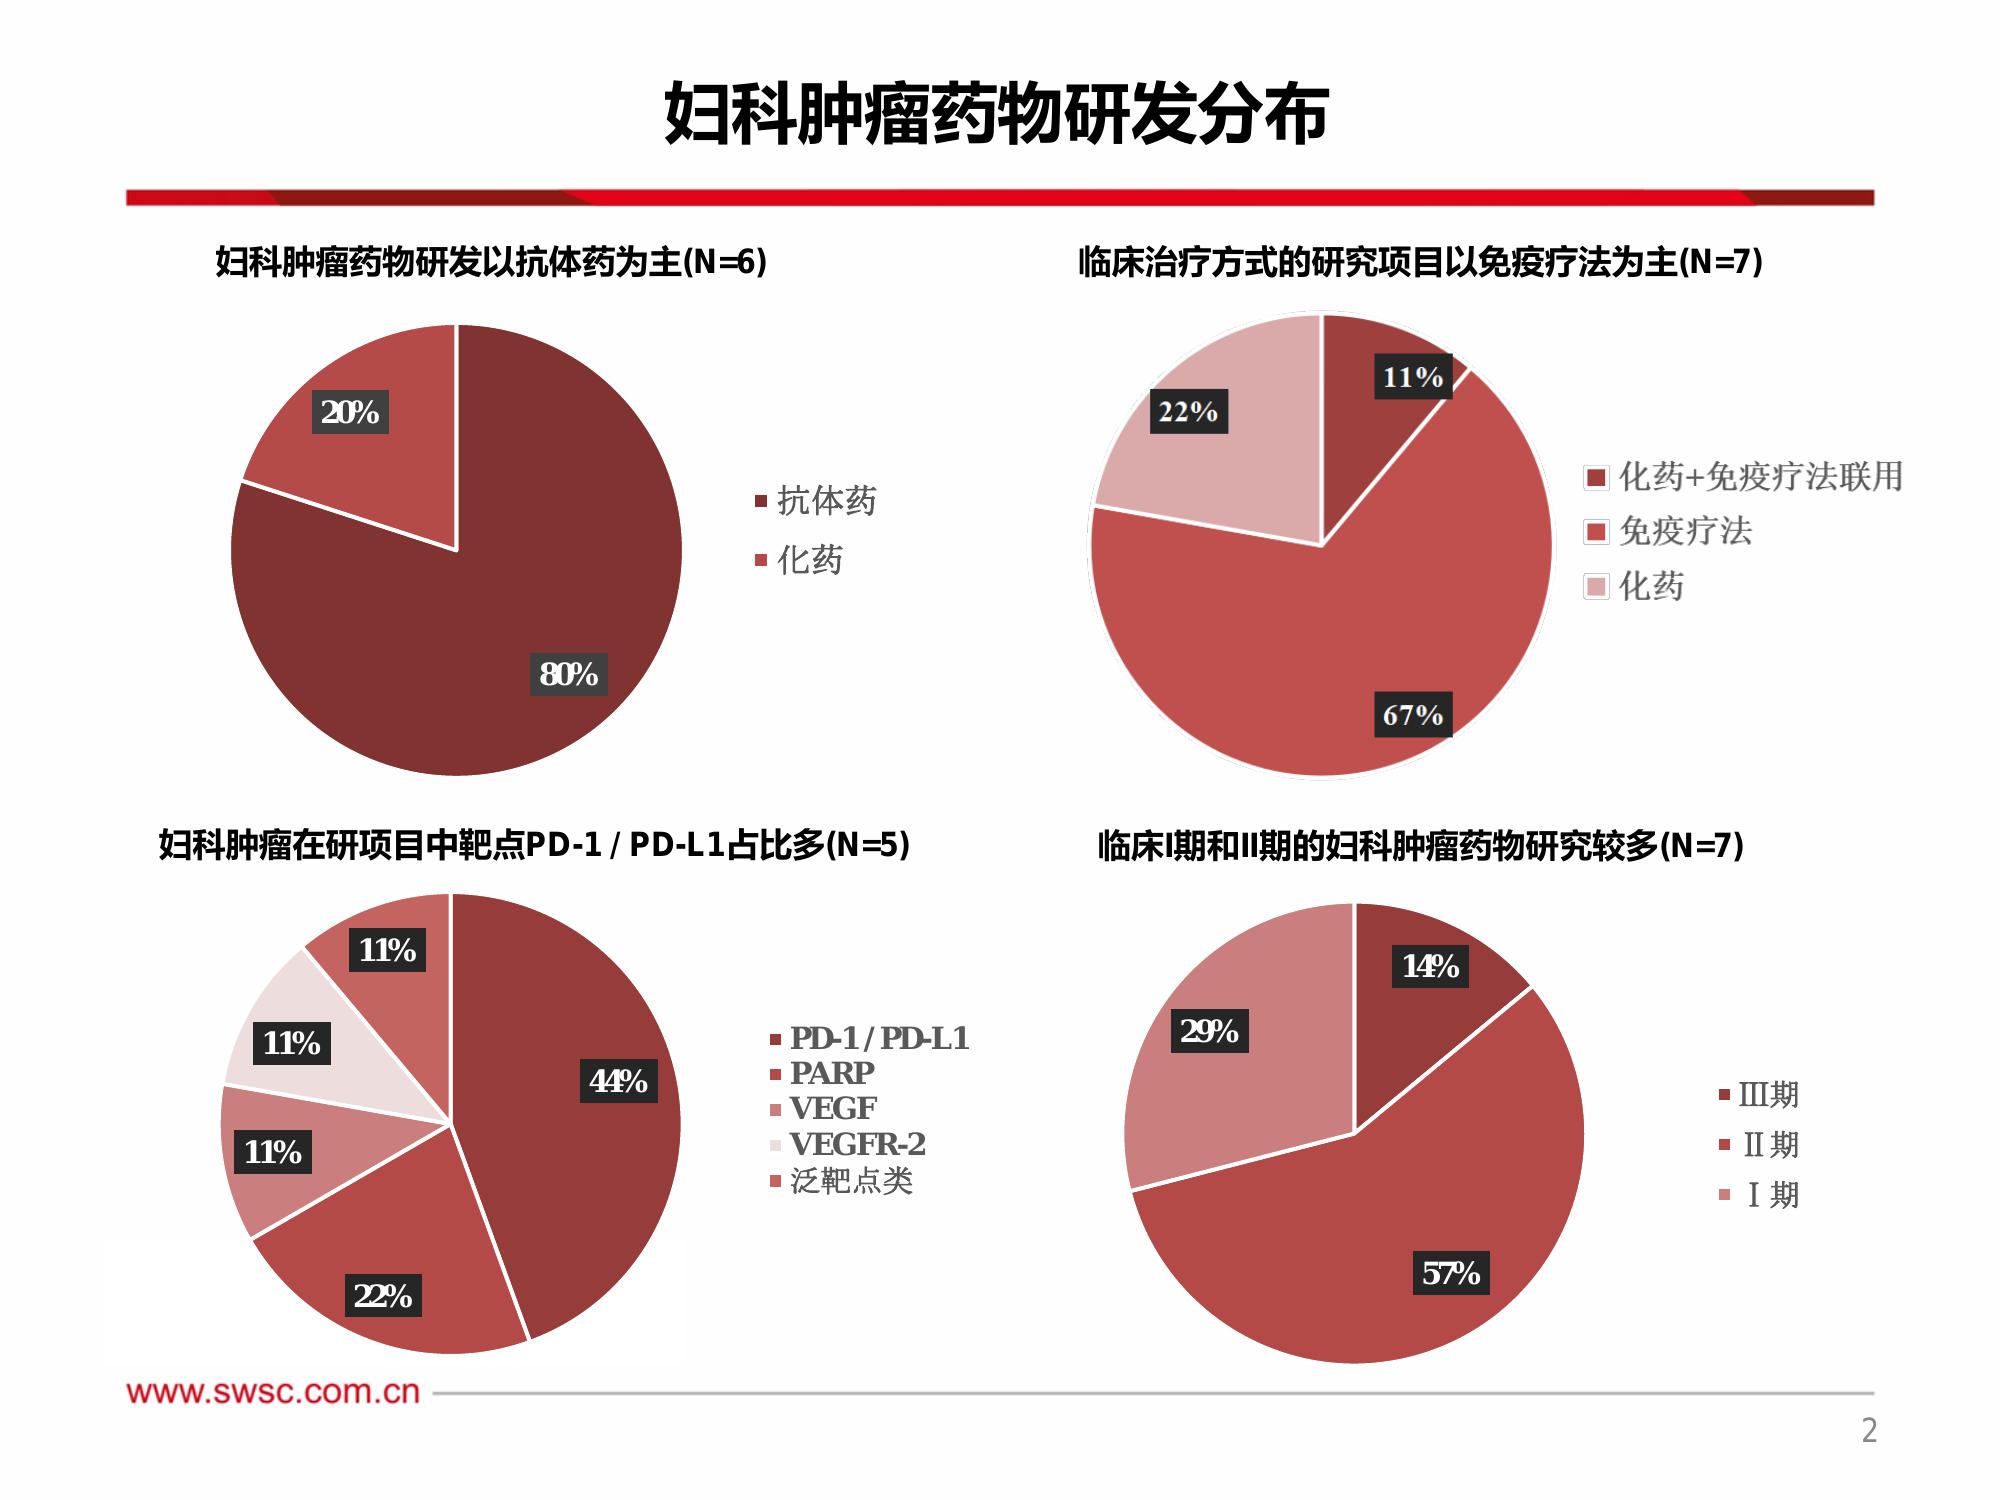 妇科肿瘤药物研发分布
妇科肿瘤药物研发以抗体药为主(N=6)
20%
80%
抗体药
化药
临床治疗方式的研究项目以免疫疗法为主(N=7)
11%
22%
67%
化药+免疫疗法联用
免疫疗法
化药
妇科肿瘤在研项目中靶点PD-1 / PD-L1占比多(N=5)
11%
11%
44%
11%
22%
PD-1 / PD-L1
PARP
VEGF
VEGFR-2
泛靶点类
临床I期和II期的妇科肿瘤药物研究较多(N=7)
14%
29%
57%
Ⅲ期
Ⅱ期
Ⅰ期
www.swsc.com.cn
2